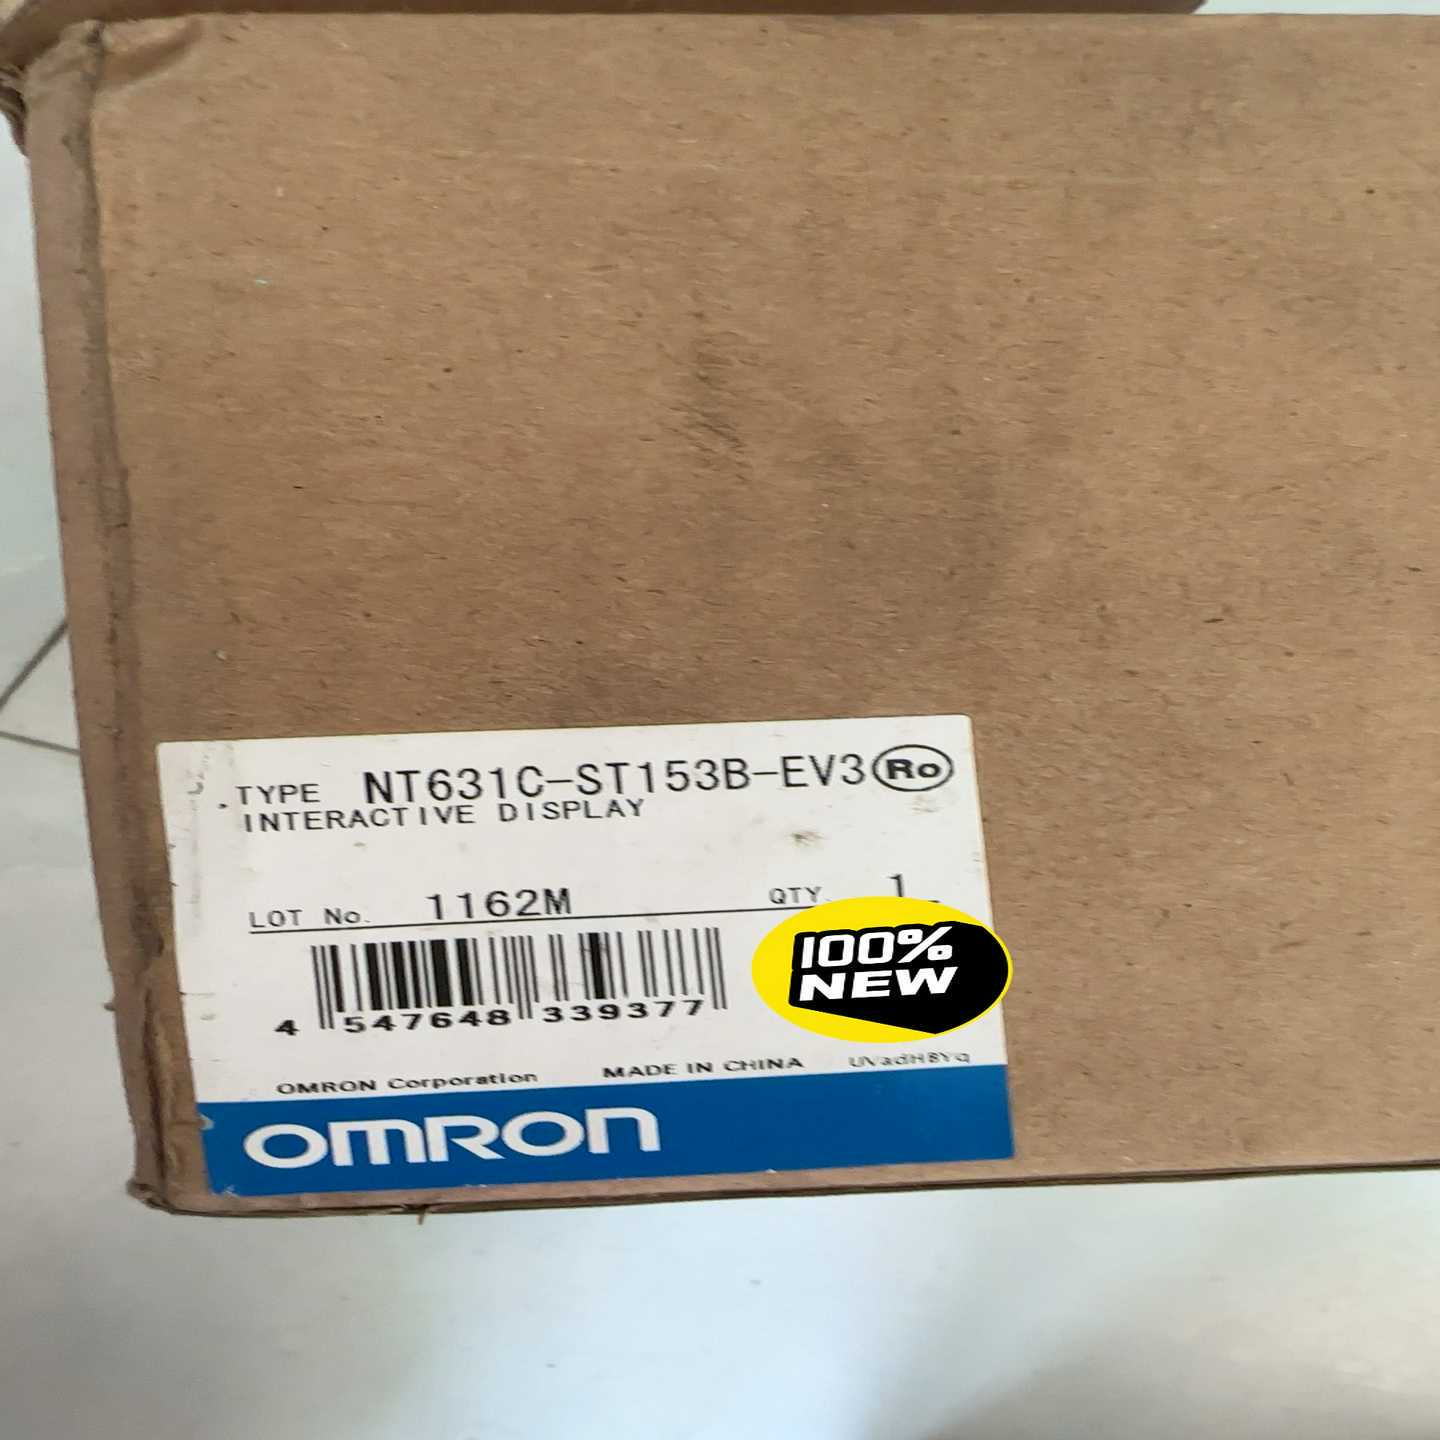 TYPE NT631C-ST153B-EV3 Ro
INTERACTIVE DISPLAY
LOT No. 1162M QTY. 1
100%
NEW
4 547648 339377
OMRON Corporation MADE IN CHINA UVadH8Yq
OMRON